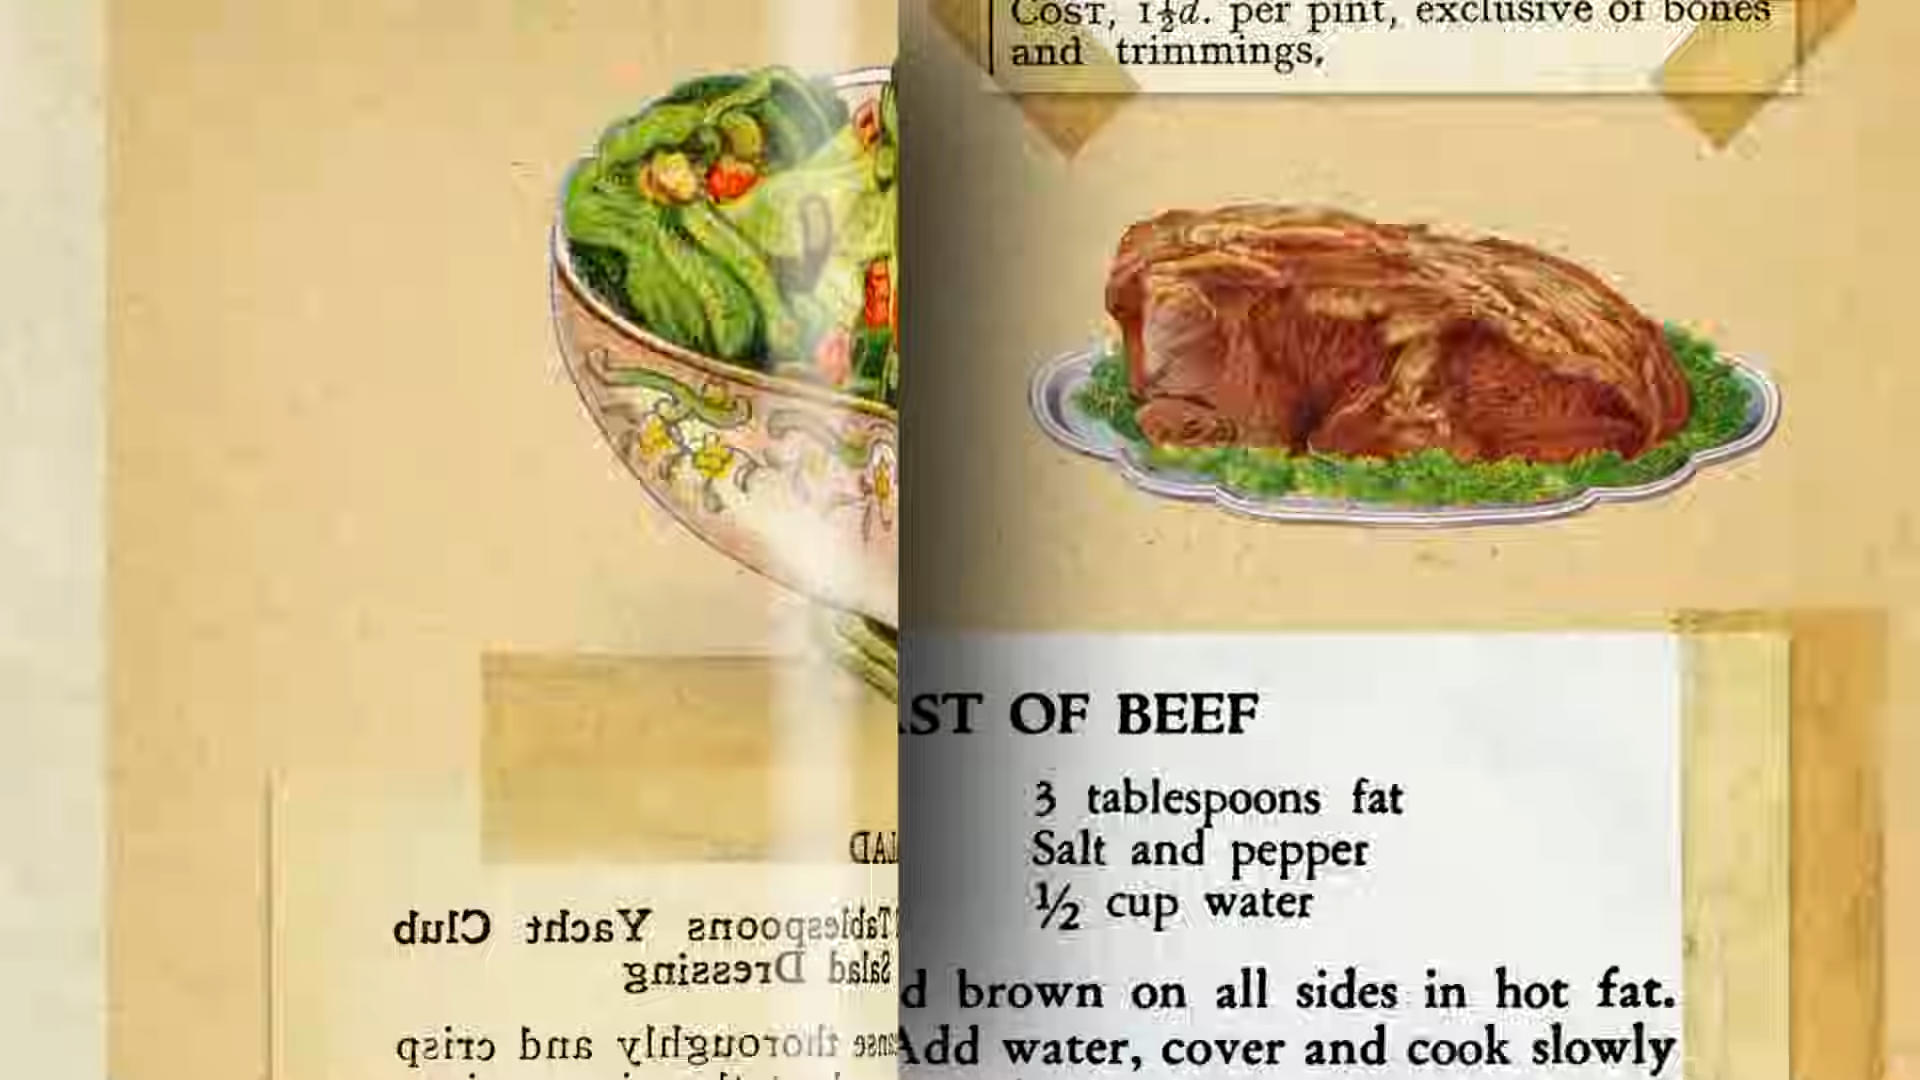 Cost, 1½d. per pint, exclusive of bones
and trimmings,
OF BEEF
3 tablespoons fat
Salt and pepper
½ cup water
brown on all sides in hot fat.
Add water, cover and cook slowly
Tablespoons Yacht Club
Salad Dressing
thoroughly and crisp